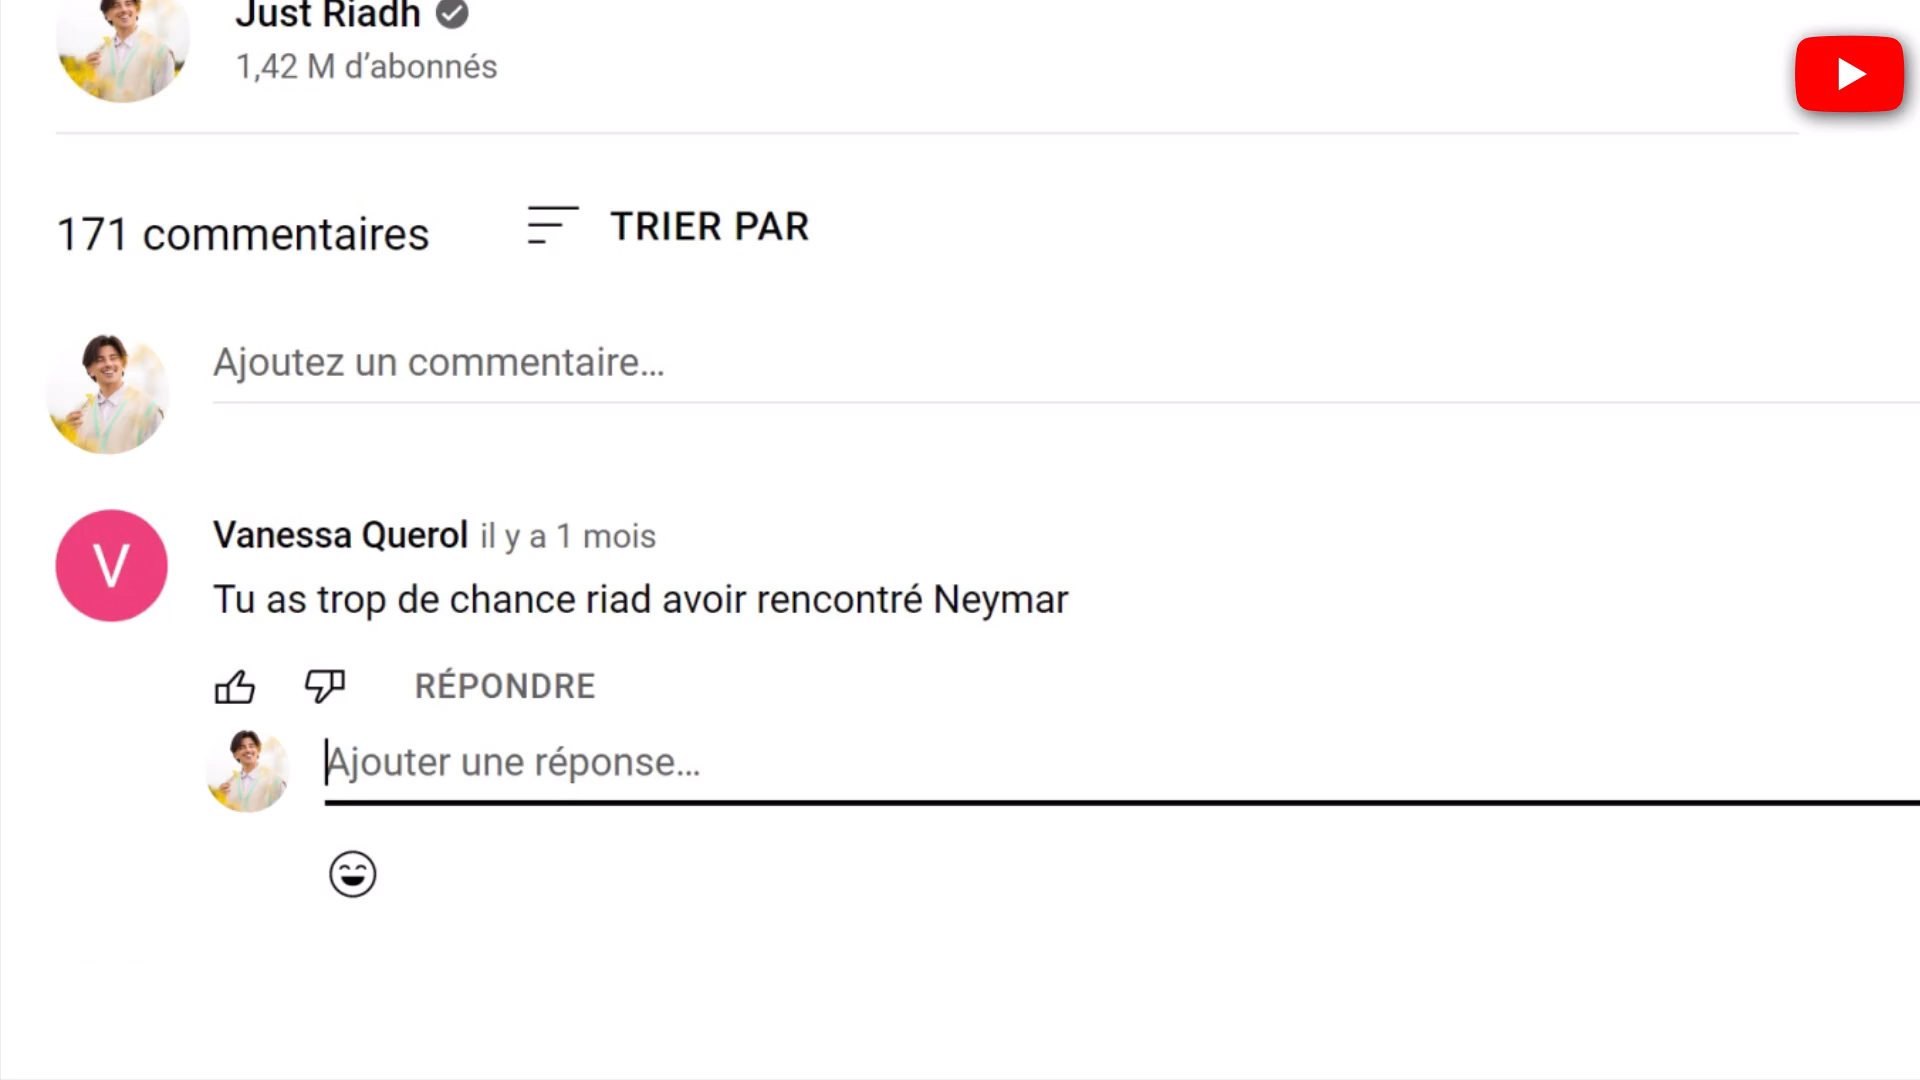 Just Riadh
1,42 M d’abonnés
171 commentaires
TRIER PAR
Ajoutez un commentaire...
V
Vanessa Querol il y a 1 mois
Tu as trop de chance riad avoir rencontré Neymar
RÉPONDRE
Ajouter une réponse...